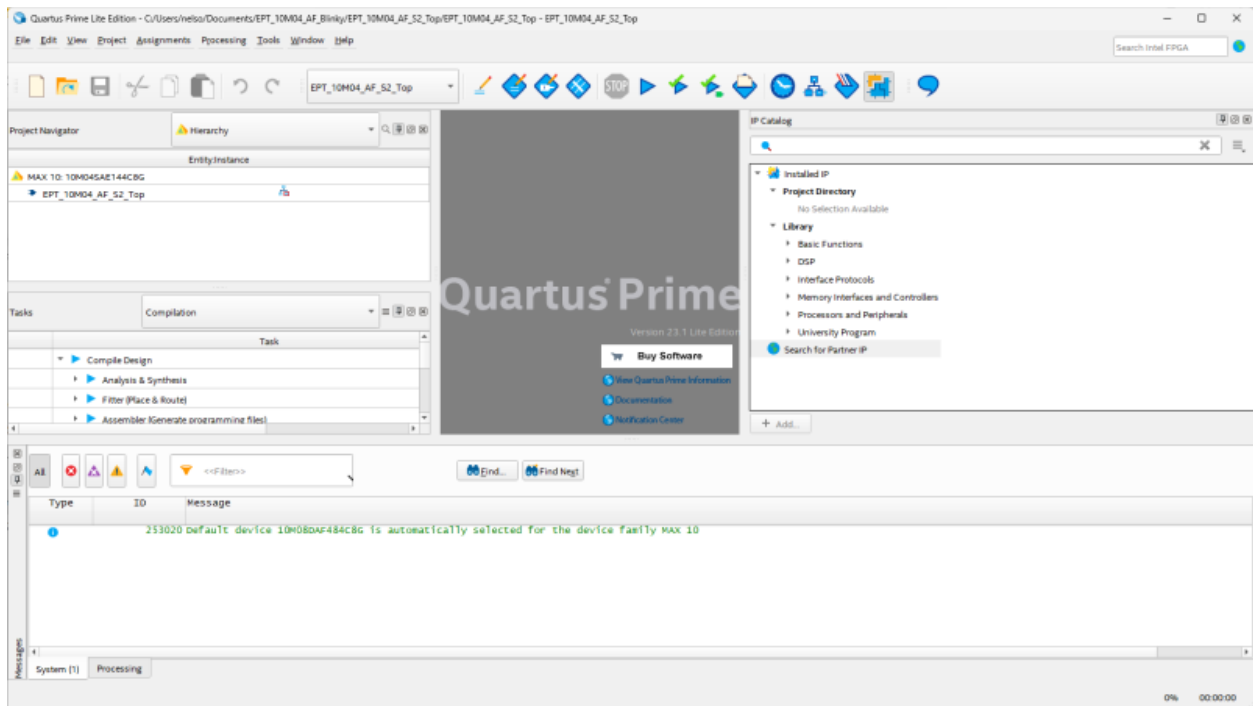 Quartus Prime Lite Edition - C:/Users/nelso/Documents/EPT_10M04_AF_Blinky/EPT_10M04_AF_S2_Top/EPT_10M04_AF_S2_Top - EPT_10M04_AF_S2_Top
File Edit View Project Assignments Processing Tools Window Help
Search Intel FPGA
EPT_10M04_AF_S2_Top
STOP
Project Navigator
Hierarchy
Entity:Instance
MAX 10: 10M04SAE144C8G
EPT_10M04_AF_S2_Top
Tasks
Compilation
Task
Compile Design
Analysis & Synthesis
Fitter (Place & Route)
Assembler (Generate programming files)
Quartus Prime
Version 23.1 Lite Edition
Buy Software
View Quartus Prime Information
Documentation
Notification Center
IP Catalog
Installed IP
Project Directory
No Selection Available
Library
Basic Functions
DSP
Interface Protocols
Memory Interfaces and Controllers
Processors and Peripherals
University Program
Search for Partner IP
+ Add...
All
<<Filter>>
Find...
Find Next
Type ID Message
253020 Default device 10M08DAF484C8G is automatically selected for the device family MAX 10
Messages
System (1) Processing
0% 00:00:00